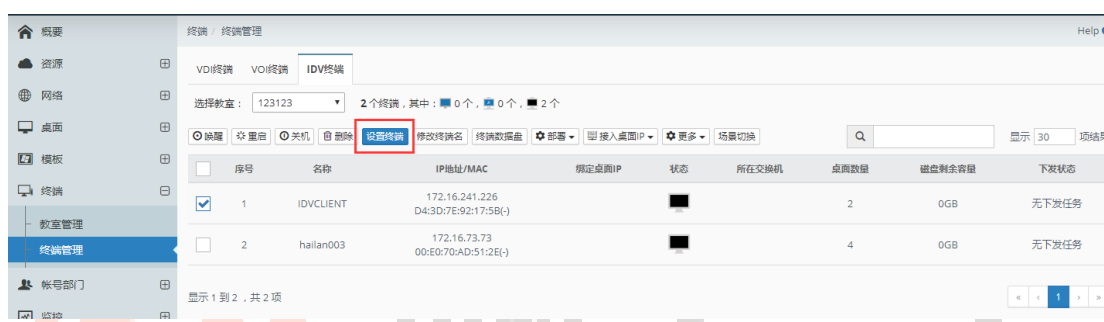 概要
资源
网络
桌面
模板
终端
教室管理
终端管理
帐号部门
监控
终端 / 终端管理
Help
VDI终端 VOI终端 IDV终端
选择教室： 123123 2 个终端，其中： 0 个， 0 个， 2 个
唤醒 重启 关机 删除 设置终端 修改终端名 终端数据盘 部署 接入桌面IP 更多 场景切换 显示 30 项结果
序号 名称 IP地址/MAC 绑定桌面IP 状态 所在交换机 桌面数量 磁盘剩余容量 下发状态
1 IDVCLIENT 172.16.241.226 2 0GB 无下发任务
D4:3D:7E:92:17:5B(-)
2 hailan003 172.16.73.73 4 0GB 无下发任务
00:E0:70:AD:51:2E(-)
显示 1 到 2 ，共 2 项
« ‹ 1 › »